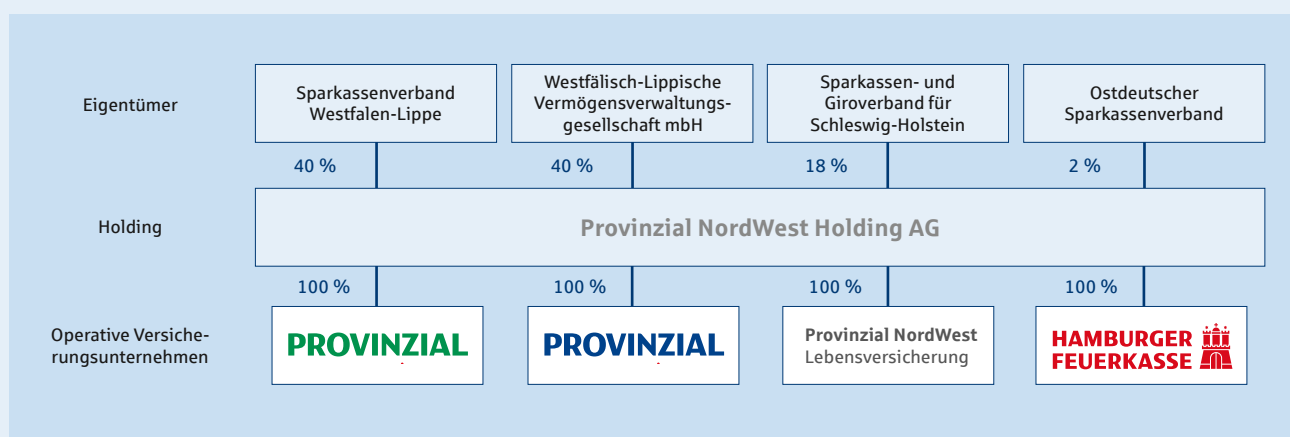 Eigentümer
Sparkassenverband
Westfalen-Lippe
Westfälisch-Lippische
Vermögensverwaltungs-
gesellschaft mbH
Sparkassen- und
Giroverband für
Schleswig-Holstein
Ostdeutscher
Sparkassenverband
40 %
40 %
18 %
2 %
Holding
Provinzial NordWest Holding AG
100 %
100 %
100 %
100 %
Operative Versiche-
rungsunternehmen
PROVINZIAL
PROVINZIAL
Provinzial NordWest
Lebensversicherung
HAMBURGER
FEUERKASSE